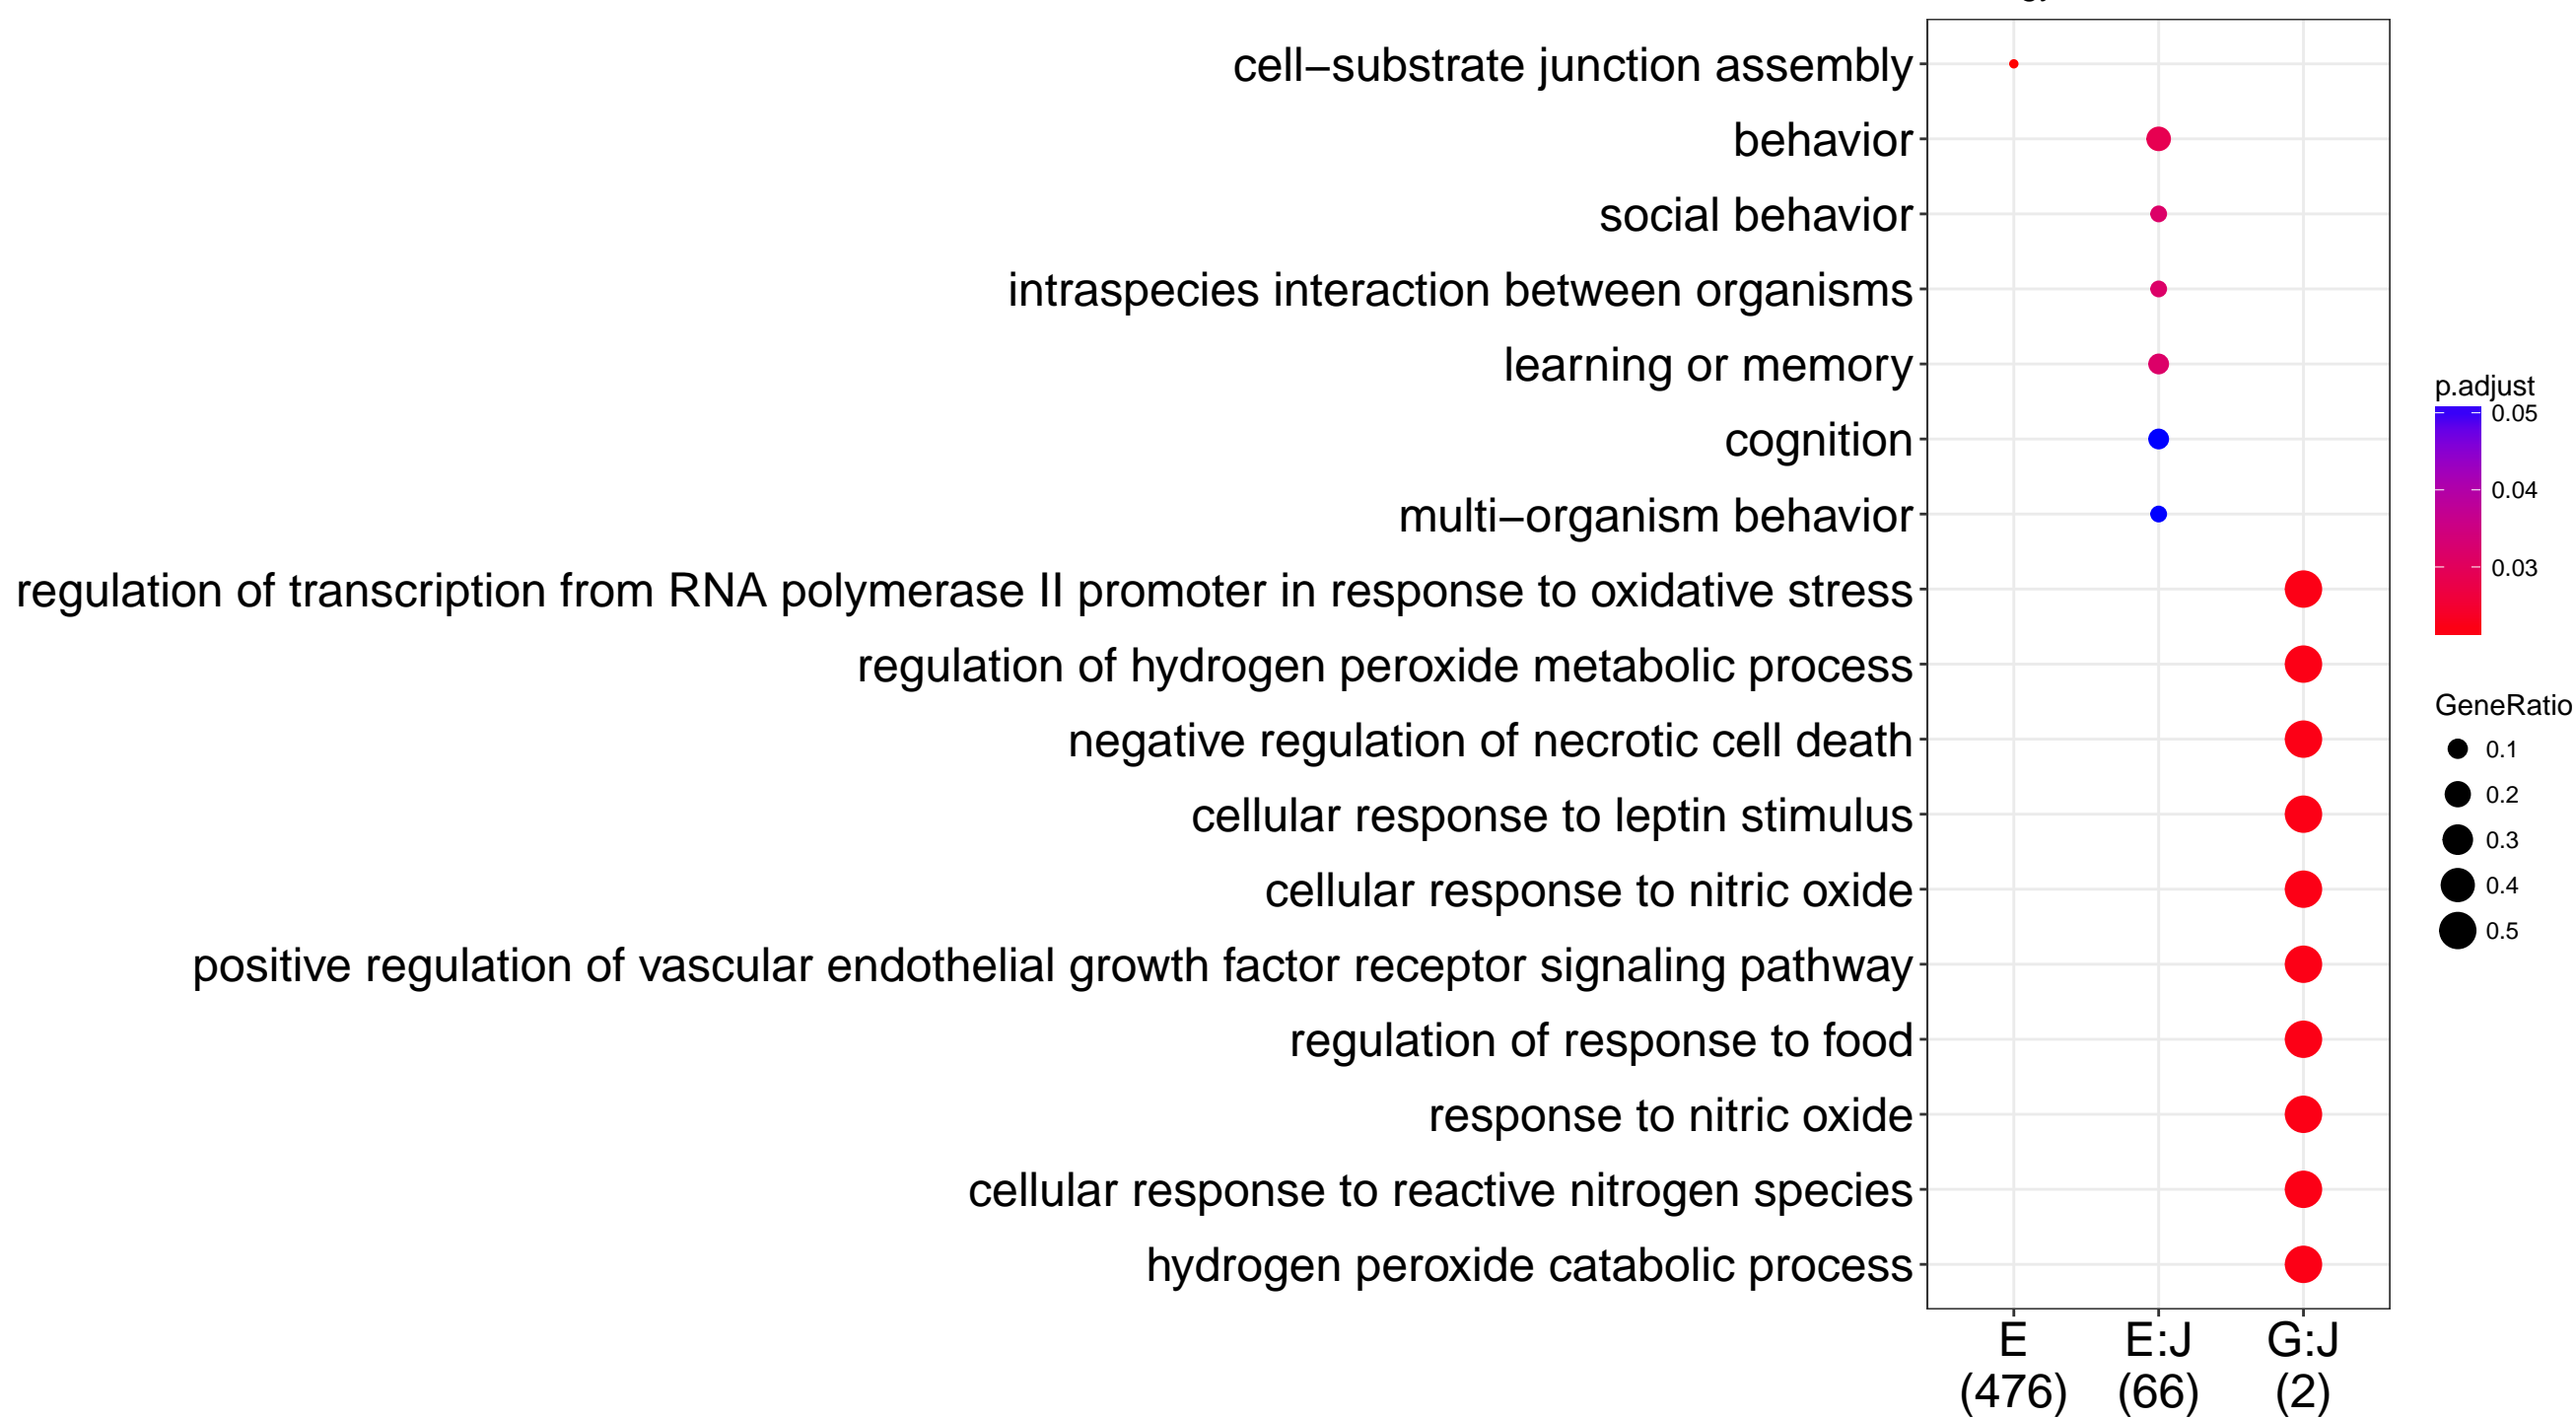 cell−substrate junction assembly
behavior
social behavior
intraspecies interaction between organisms
learning or memory
cognition
multi−organism behavior
regulation of transcription from RNA polymerase II promoter in response to oxidative stress
regulation of hydrogen peroxide metabolic process
negative regulation of necrotic cell death
cellular response to leptin stimulus
cellular response to nitric oxide
positive regulation of vascular endothelial growth factor receptor signaling pathway
regulation of response to food
response to nitric oxide
cellular response to reactive nitrogen species
hydrogen peroxide catabolic process
E E:J G:J
(476) (66) (2)
p.adjust
0.05
0.04
0.03
GeneRatio
0.1
0.2
0.3
0.4
0.5